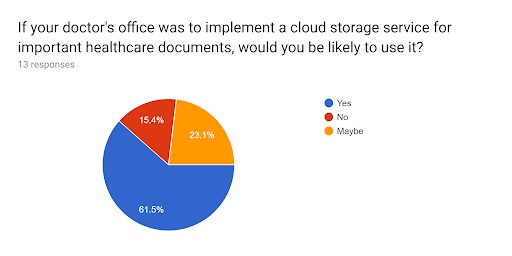 If your doctor's office was to implement a cloud storage service for
important healthcare documents, would you be likely to use it?
13 responses
Yes
No
Maybe
15.4%
23.1%
61.5%